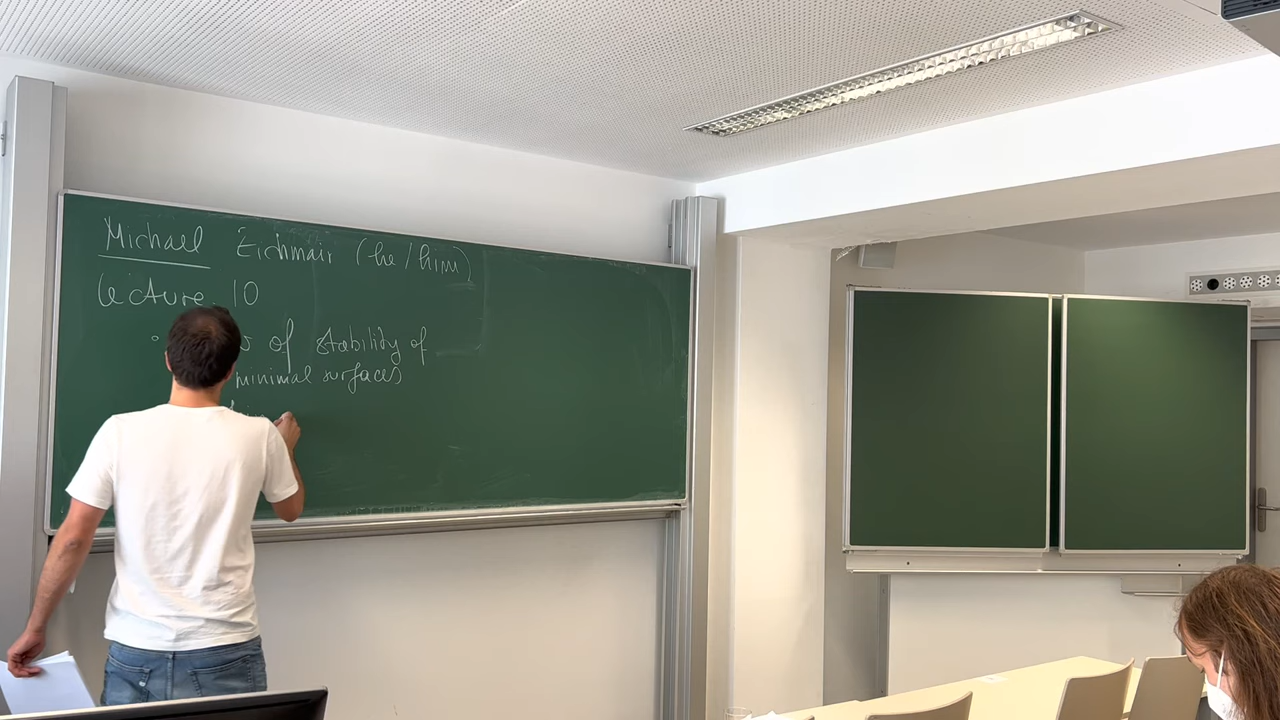 Michael Eichmair (he/him)
Lecture 10
of stability of
minimal surfaces